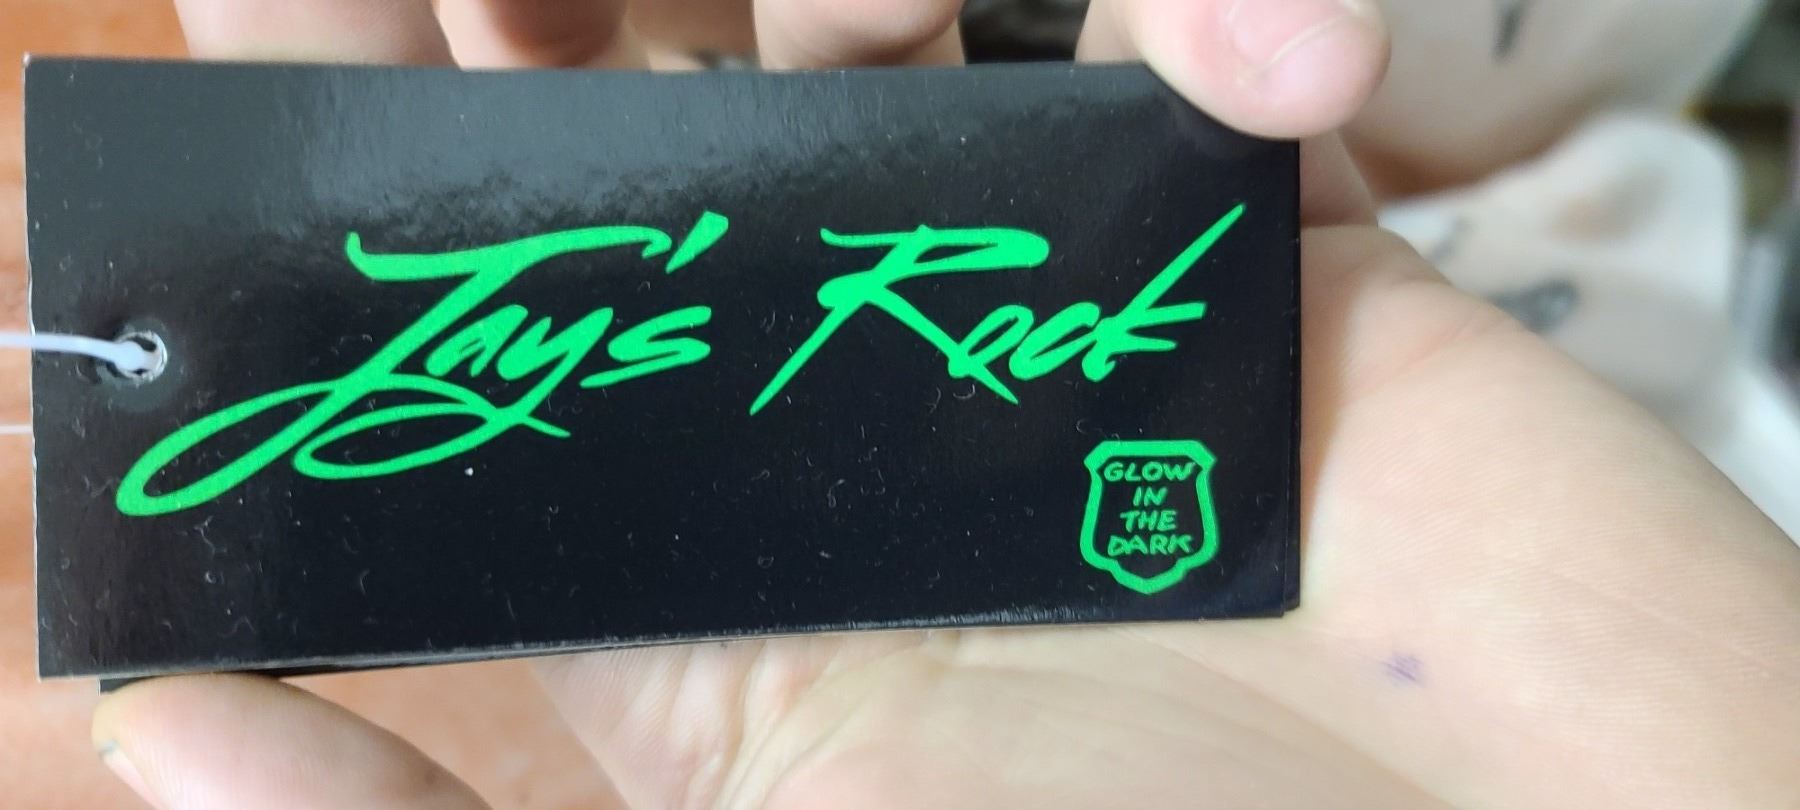 Jay's Rock
GLOW
IN
THE
DARK